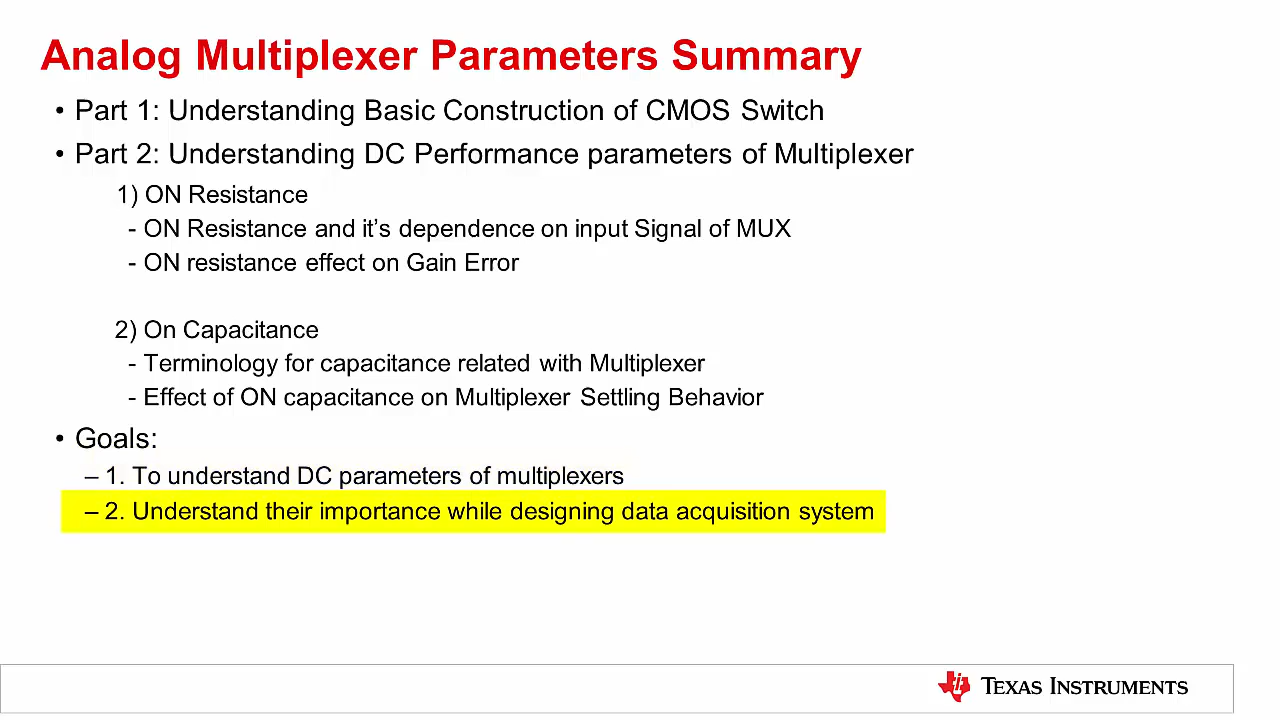 Analog Multiplexer Parameters Summary
• Part 1: Understanding Basic Construction of CMOS Switch
• Part 2: Understanding DC Performance parameters of Multiplexer
1) ON Resistance
- ON Resistance and it’s dependence on input Signal of MUX
- ON resistance effect on Gain Error
2) On Capacitance
- Terminology for capacitance related with Multiplexer
- Effect of ON capacitance on Multiplexer Settling Behavior
• Goals:
– 1. To understand DC parameters of multiplexers
– 2. Understand their importance while designing data acquisition system
TEXAS INSTRUMENTS